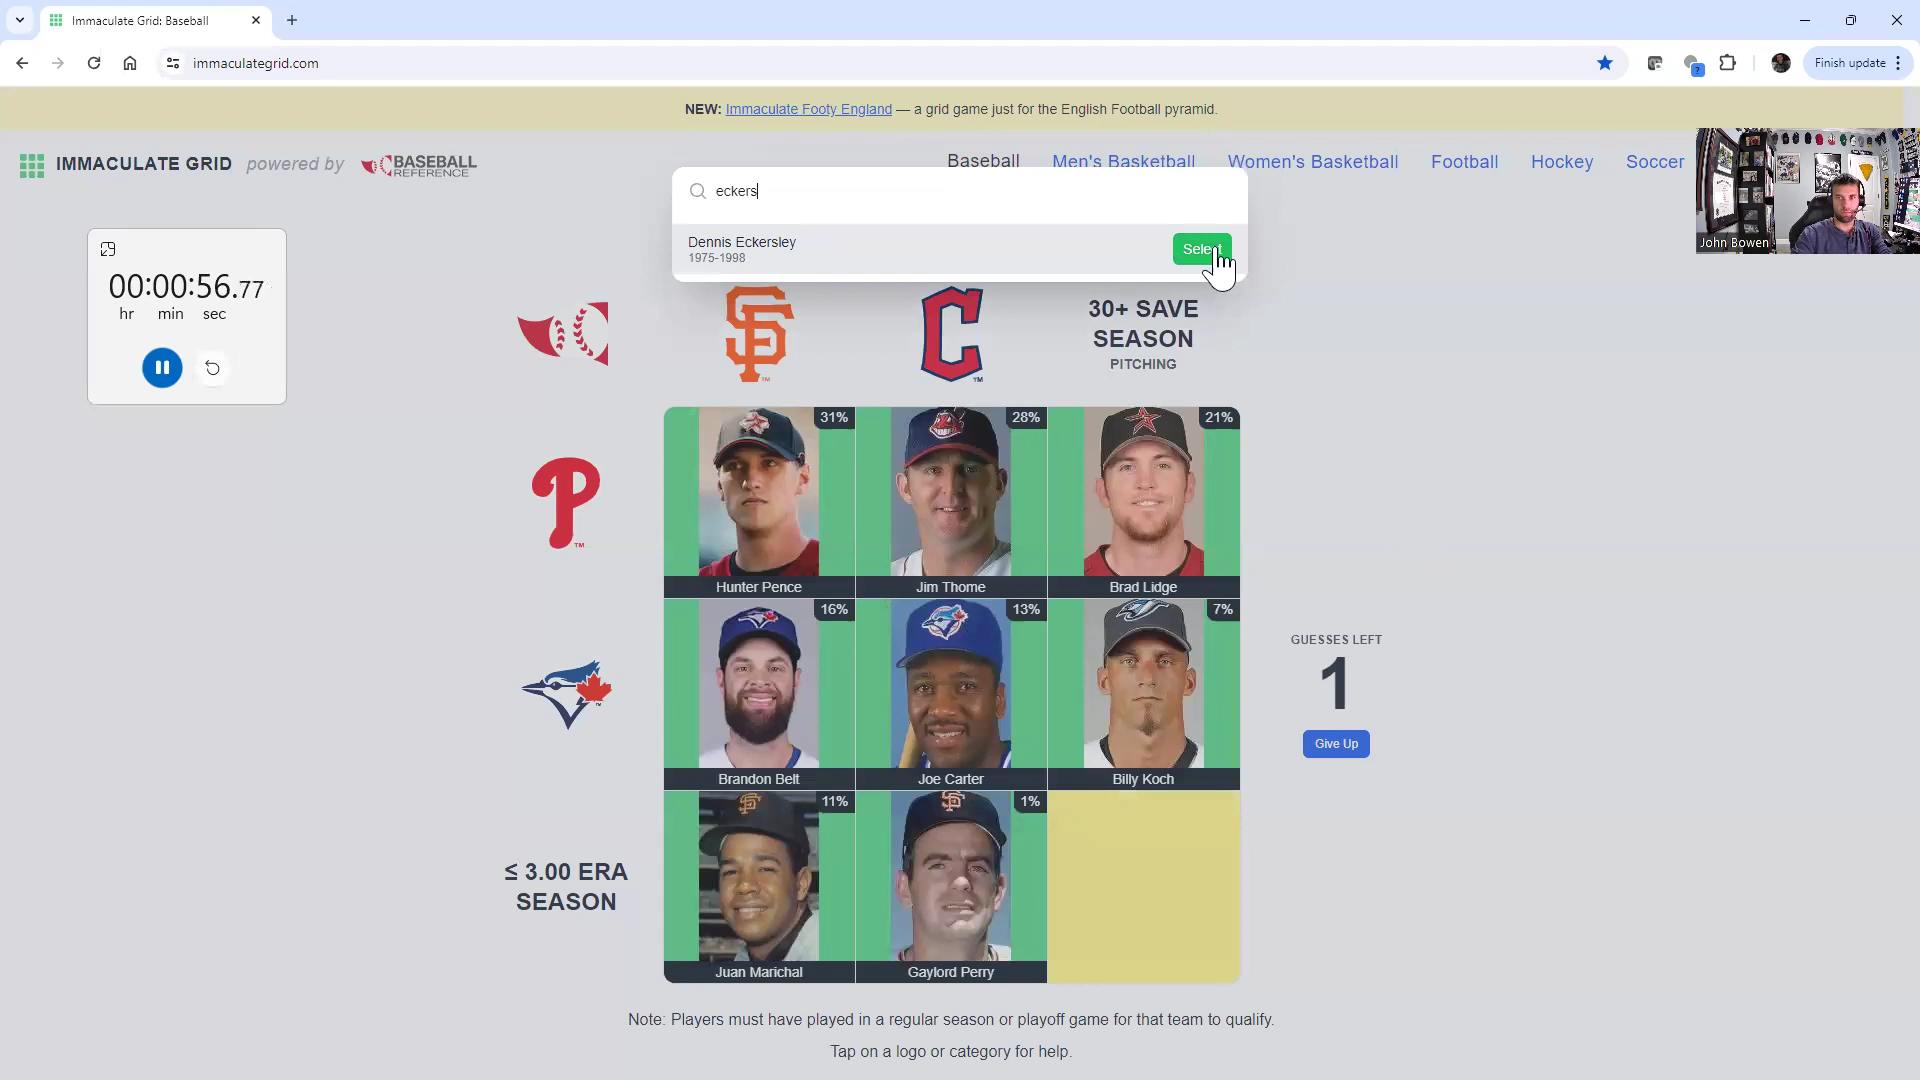 Immaculate Grid: Baseball
immaculategrid.com
Finish update
NEW: Immaculate Footy England — a grid game just for the English Football pyramid.
IMMACULATE GRID powered by BASEBALL REFERENCE
Baseball Men's Basketball Women's Basketball Football Hockey Soccer
eckers
Dennis Eckersley
1975-1998
Select
John Bowen
00:00:56.77
hr min sec
SF
C
TM
TM
30+ SAVE
SEASON
PITCHING
31%
28%
21%
P
TM
Hunter Pence
Jim Thome
Brad Lidge
16%
13%
7%
Brandon Belt
Joe Carter
Billy Koch
GUESSES LEFT
1
Give Up
≤ 3.00 ERA
SEASON
11%
1%
Juan Marichal
Gaylord Perry
Note: Players must have played in a regular season or playoff game for that team to qualify.
Tap on a logo or category for help.